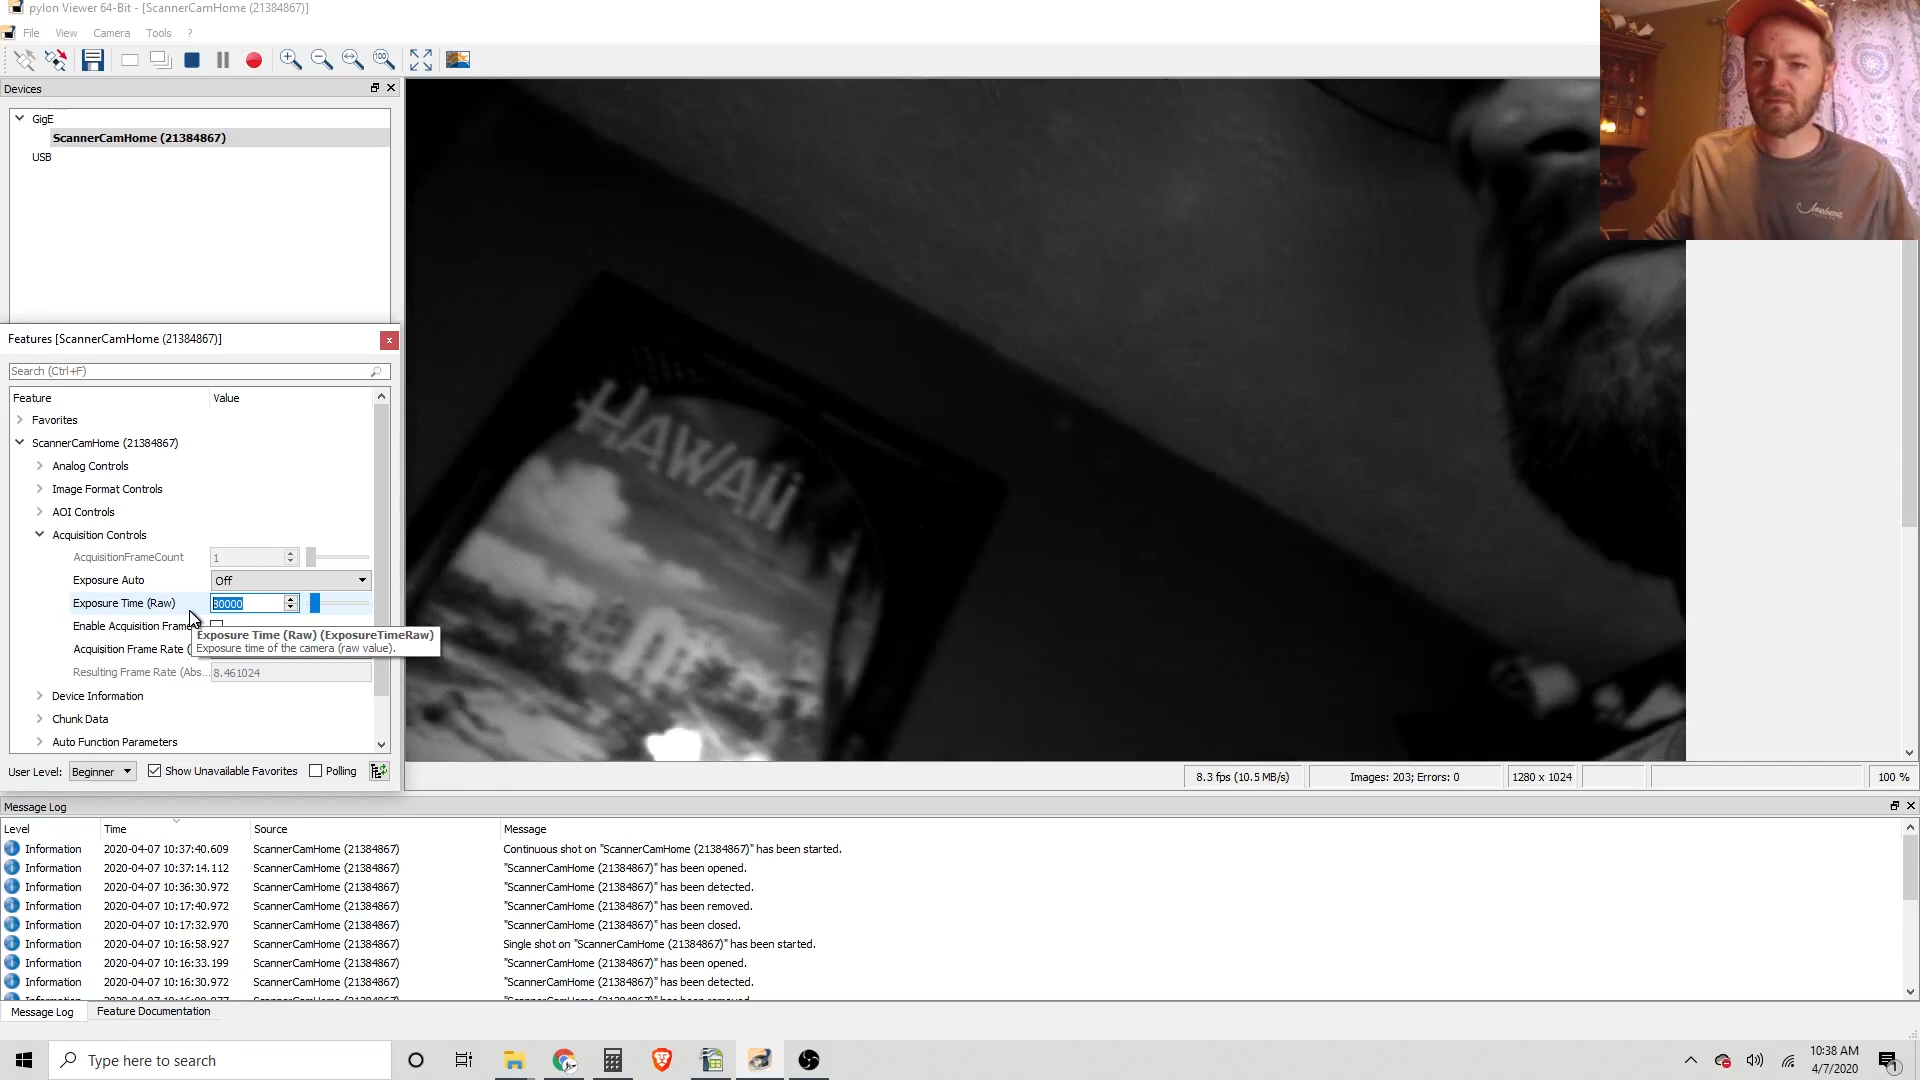 pylon Viewer 64-Bit - [ScannerCamHome (21384867)]
File View Camera Tools ?
100
Devices
GigE
ScannerCamHome (21384867)
USB
Features [ScannerCamHome (21384867)]
Search (Ctrl+F)
Feature Value
Favorites
ScannerCamHome (21384867)
Analog Controls
Image Format Controls
AOI Controls
Acquisition Controls
AcquisitionFrameCount 1
Exposure Auto Off
Exposure Time (Raw) 80000
Enable Acquisition Frame
Exposure Time (Raw) (ExposureTimeRaw)
Exposure time of the camera (raw value).
Acquisition Frame Rate (
Resulting Frame Rate (Abs... 8.461024
Device Information
Chunk Data
Auto Function Parameters
User Level: Beginner Show Unavailable Favorites Polling
HAWAII
8.3 fps (10.5 MB/s) Images: 203; Errors: 0 1280 x 1024 100 %
Message Log
Level Time Source Message
Information 2020-04-07 10:37:40.609 ScannerCamHome (21384867) Continuous shot on "ScannerCamHome (21384867)" has been started.
Information 2020-04-07 10:37:14.112 ScannerCamHome (21384867) "ScannerCamHome (21384867)" has been opened.
Information 2020-04-07 10:36:30.972 ScannerCamHome (21384867) "ScannerCamHome (21384867)" has been detected.
Information 2020-04-07 10:17:40.972 ScannerCamHome (21384867) "ScannerCamHome (21384867)" has been removed.
Information 2020-04-07 10:17:32.970 ScannerCamHome (21384867) "ScannerCamHome (21384867)" has been closed.
Information 2020-04-07 10:16:58.927 ScannerCamHome (21384867) Single shot on "ScannerCamHome (21384867)" has been started.
Information 2020-04-07 10:16:33.199 ScannerCamHome (21384867) "ScannerCamHome (21384867)" has been opened.
Information 2020-04-07 10:16:30.972 ScannerCamHome (21384867) "ScannerCamHome (21384867)" has been detected.
Message Log Feature Documentation
Type here to search
10:38 AM
4/7/2020
1